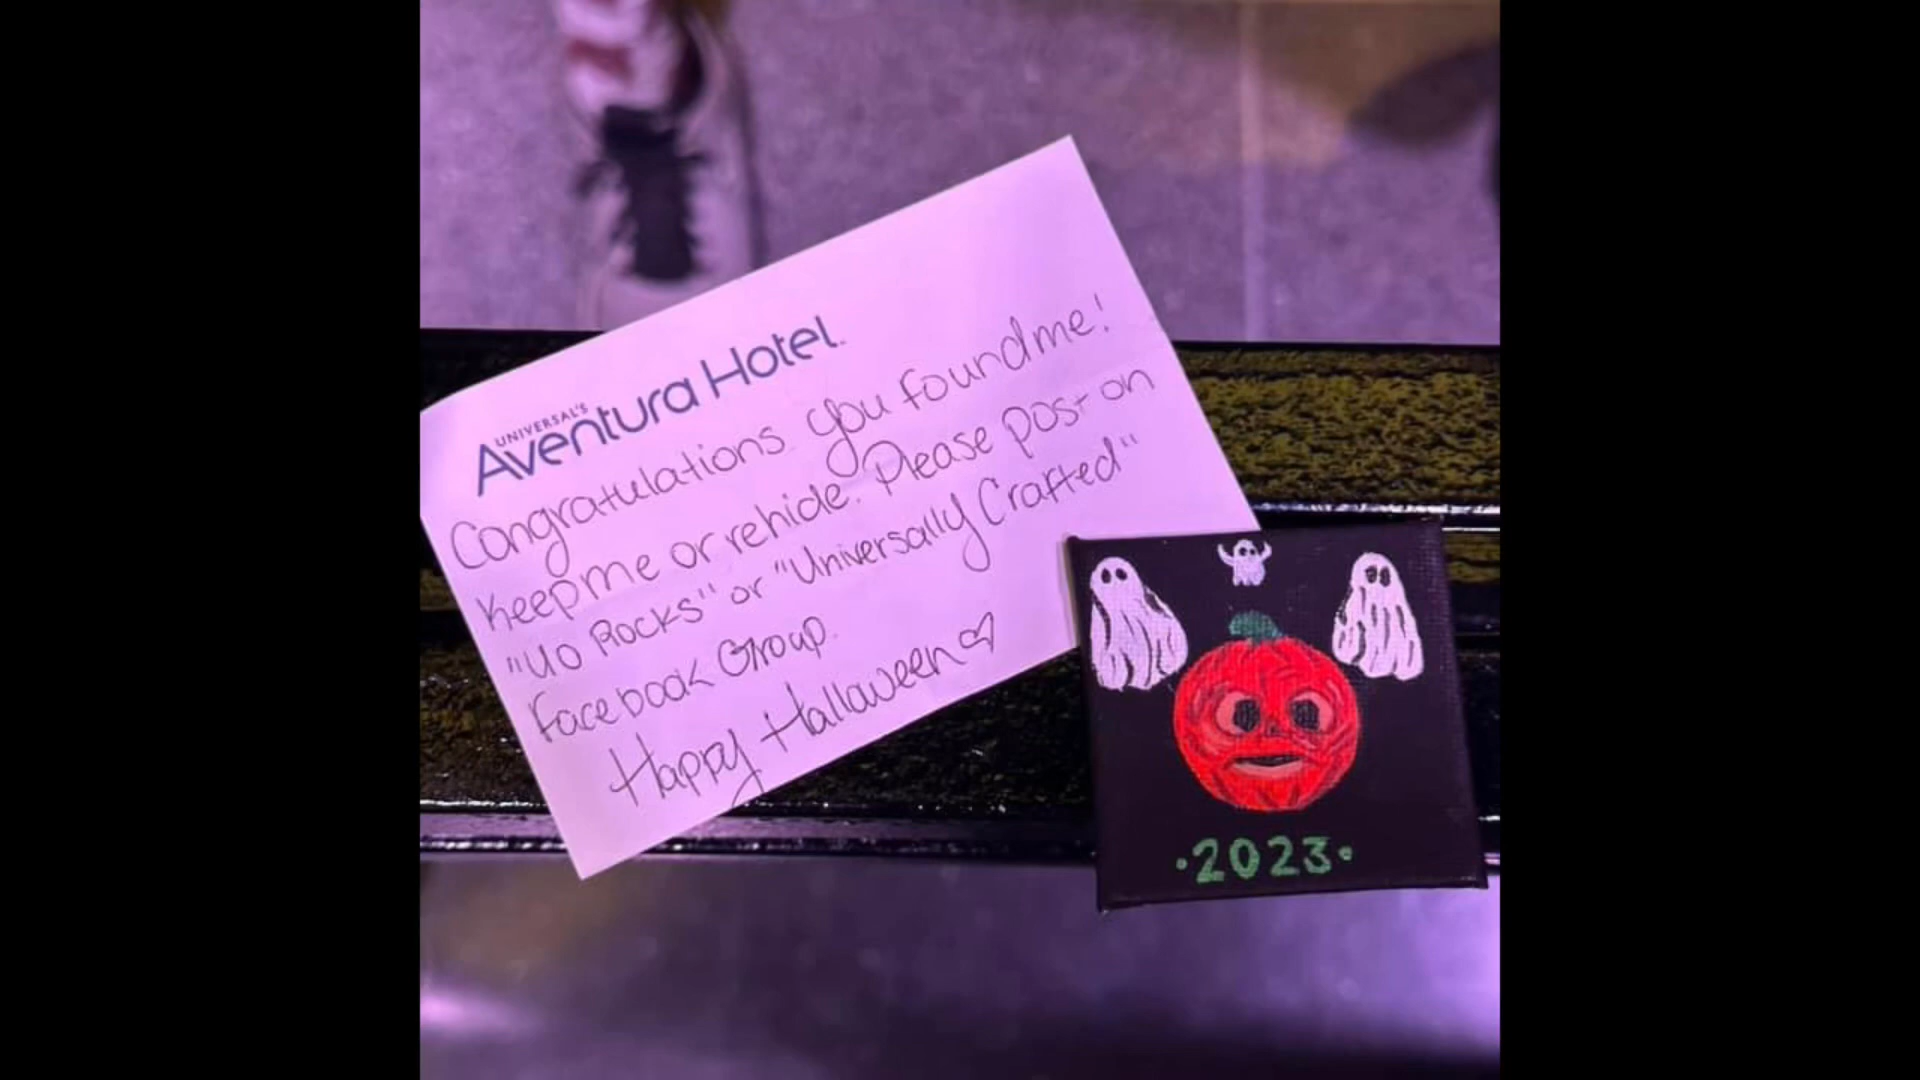 UNIVERSAL'S
Aventura Hotel
Congratulations you found me!
Keep me or rehide. Please post on
"UO Rocks" or "Universally Crafted"
Facebook Group.
Happy Halloween
·2023·